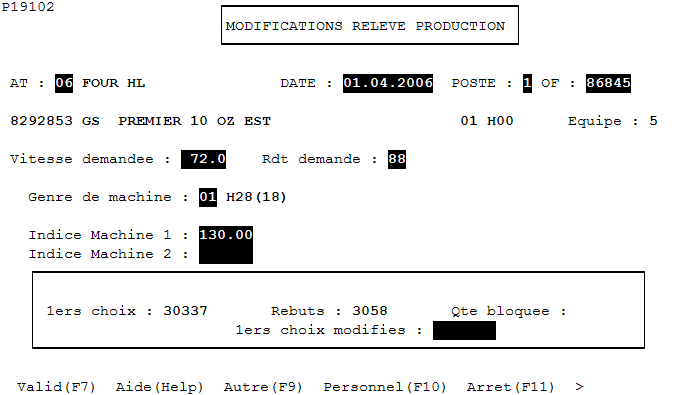 P19102
MODIFICATIONS RELEVE PRODUCTION
AT : 06 FOUR HL DATE : 01.04.2006 POSTE : 1 OF : 86845
8292853 GS PREMIER 10 OZ EST 01 H00 Equipe : 5
Vitesse demandee : 72.0 Rdt demande : 88
Genre de machine : 01 H28(18)
Indice Machine 1 : 130.00
Indice Machine 2 :
1ers choix : 30337 Rebuts : 3058 Qte bloquee :
1ers choix modifies :
Valid(F7) Aide(Help) Autre(F9) Personnel(F10) Arret(F11) >